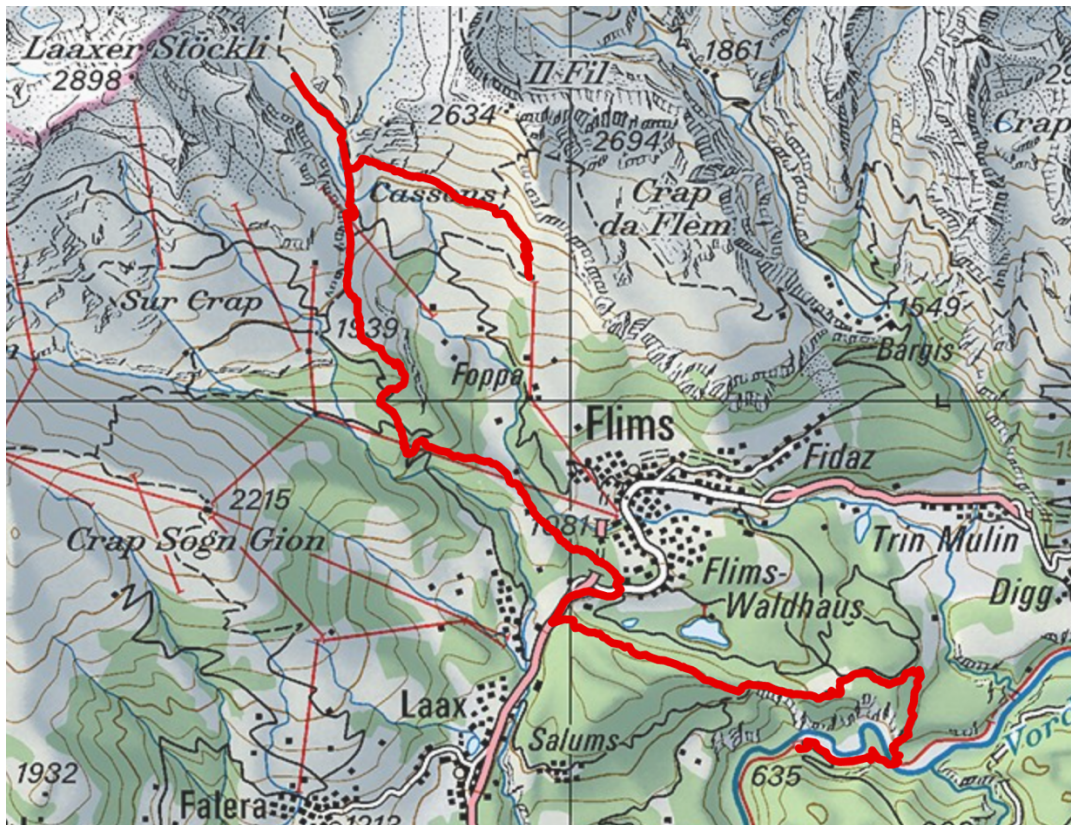 Laaxer Stöckli
2898
1861
Il Fil
2634
2694
Crap
Cassons
Crap
da Flem
Sur Crap
1549
1939
Bargis
Foppa
Flims
Fidaz
2215
1081
Trin Mulin
Crap Sogn Gion
Flims-
Waldhaus
Digg
Laax
Salums
635
1932
Falera
1213